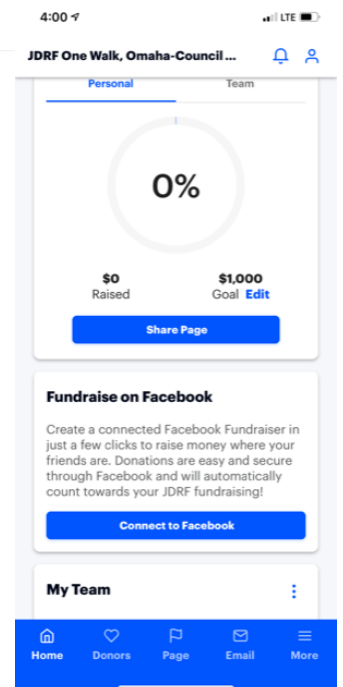 4:00 LTE
JDRF One Walk, Omaha-Council ...
Personal Team
0%
$0 $1,000
Raised Goal Edit
Share Page
Fundraise on Facebook
Create a connected Facebook Fundraiser in
just a few clicks to raise money where your
friends are. Donations are easy and secure
through Facebook and will automatically
count towards your JDRF fundraising!
Connect to Facebook
My Team
Home Donors Page Email More